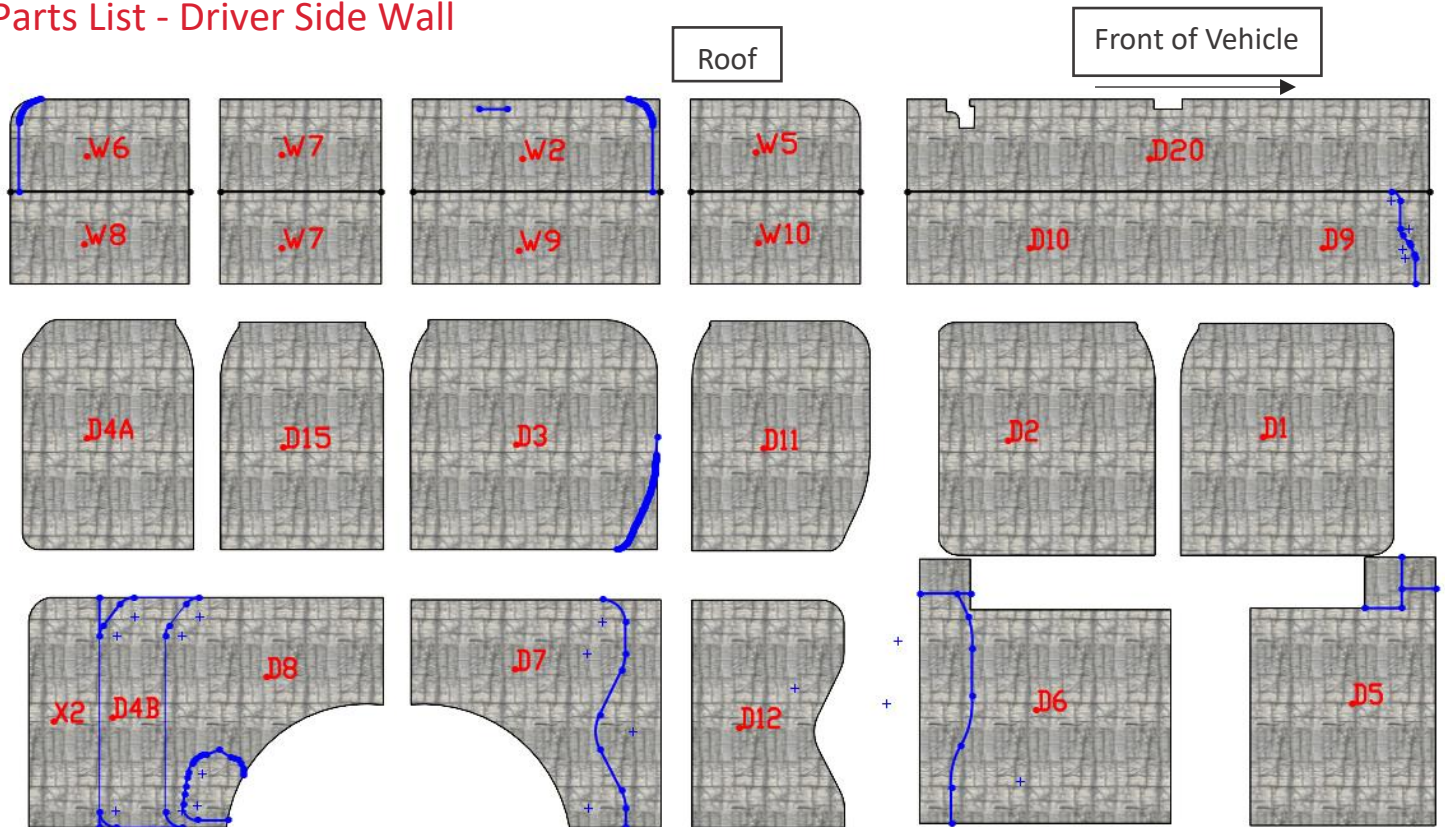 Parts List - Driver Side Wall
Roof
Front of Vehicle
W6
W7
W2
W5
D20
W8
W7
W9
W10
D10
D9
D4A
D15
D3
D11
D2
D1
X2
D4B
D8
D7
D12
D6
D5